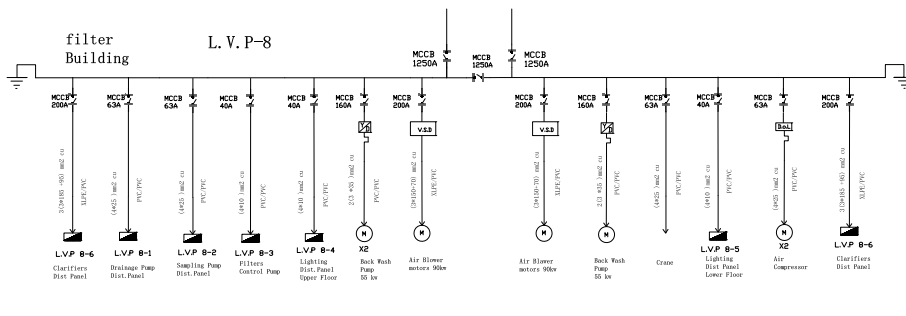 filter
Building
L.V.P-8
MCCB
1250A
MCCB
1250A
MCCB
1250A
MCCB
200A
MCCB
63A
MCCB
63A
MCCB
40A
MCCB
40A
MCCB
160A
MCCB
200A
MCCB
200A
MCCB
160A
MCCB
63A
MCCB
40A
MCCB
63A
MCCB
200A
V.S.D
V.S.D
D.o.L
3(3*185 +95) mm2 cu
XLPE/PVC
(4*25 )mm2 cu
PVC/PVC
(4*25 )mm2 cu
PVC/PVC
(4*10 )mm2 cu
PVC/PVC
(4*10 )mm2 cu
PVC/PVC
2(3 *35 )mm2 cu
PVC/PVC
(3*150+70) mm2 cu
XLPE/PVC
(3*150+70) mm2 cu
XLPE/PVC
2(3 *35 )mm2 cu
PVC/PVC
(4*25 )mm2 cu
PVC/PVC
(4*10 )mm2 cu
PVC/PVC
(4*25 )mm2 cu
PVC/PVC
3(3*185 +95) mm2 cu
XLPE/PVC
M
M
M
M
M
L.V.P 8-6
Clarifiers
Dist Panel
L.V.P 8-1
Drainage Pump
Dist.Panel
L.V.P 8-2
Sampling Pump
Dist.Panel
L.V.P 8-3
Filters
Control Pump
L.V.P 8-4
Lighting
Dist.Panel
Upper Floor
X2
Back Wash
Pump
55 kw
Air Blower
motors 90kw
Air Blawer
motors 90kw
Back Wash
Pump
55 kw
Crane
L.V.P 8-5
Lighting
Dist Panel
Lower Floor
X2
Air
Compressor
L.V.P 8-6
Clarifiers
Dist Panel